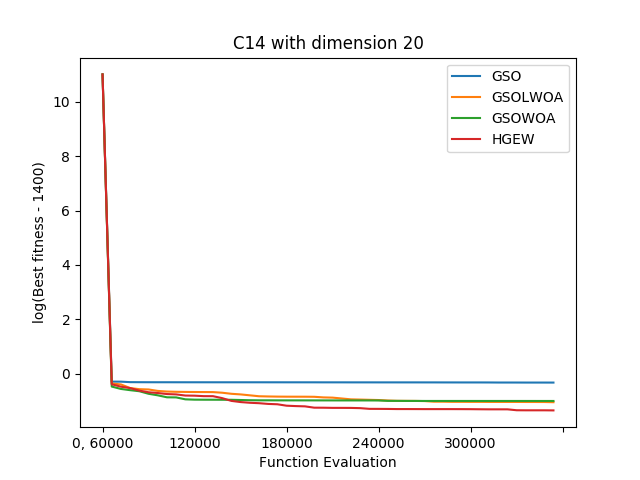 C14 with dimension 20
GSO
GSOLWOA
GSOWOA
HGEW
log(Best fitness - 1400)
10
8
6
4
2
0
0, 60000 120000 180000 240000 300000
Function Evaluation